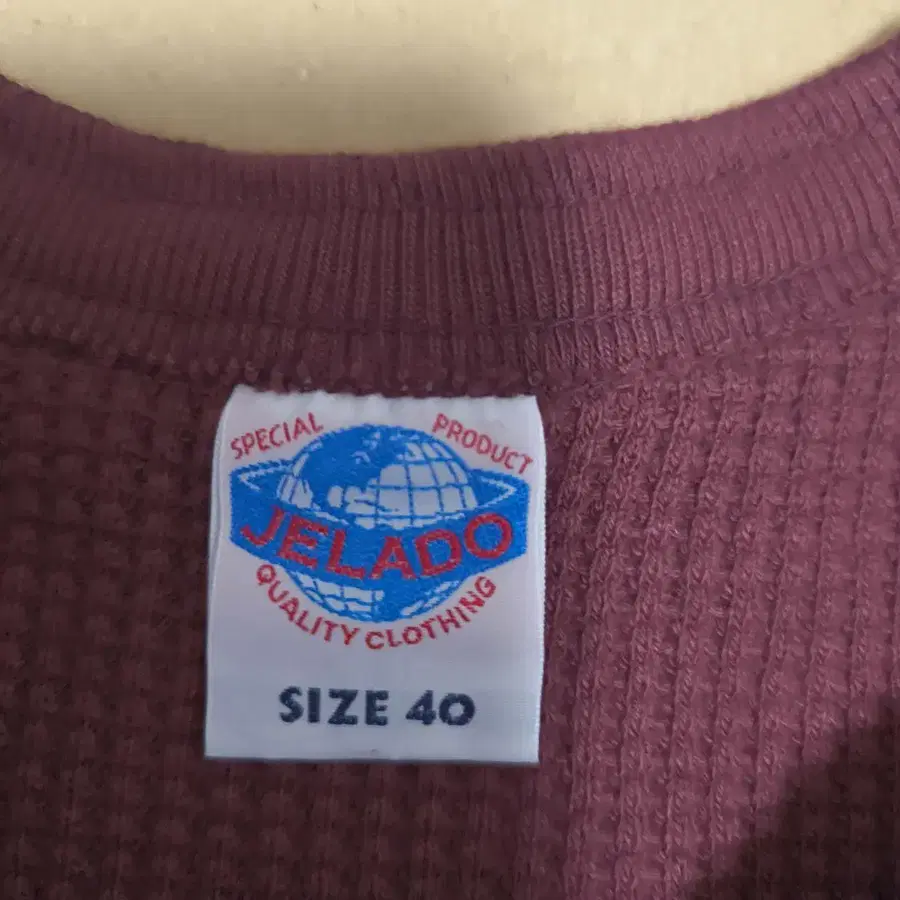 SPECIAL PRODUCT
JELADO
QUALITY CLOTHING
SIZE 40